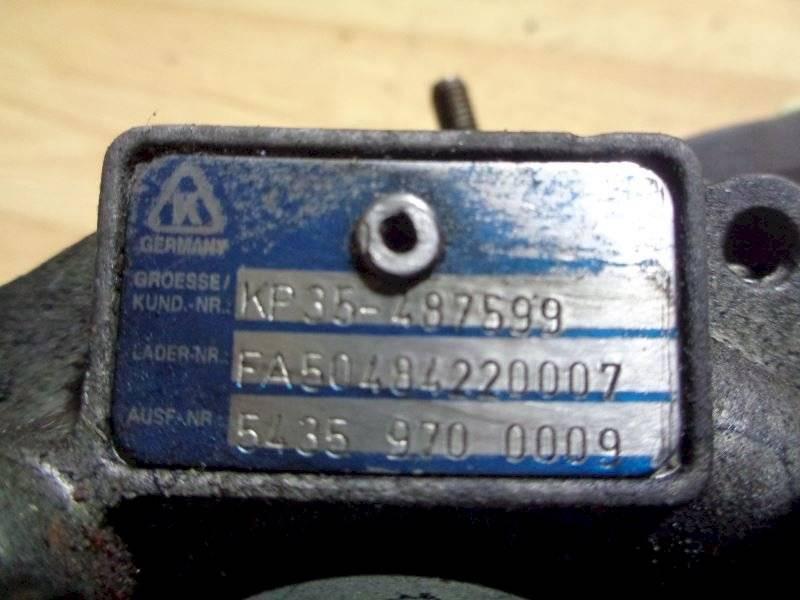 K
GERMANY
GROESSE/
KUND.-NR.: KP35-487599
LADER-NR.: FA50484220007
AUSF.-NR.: 5435 970 0009